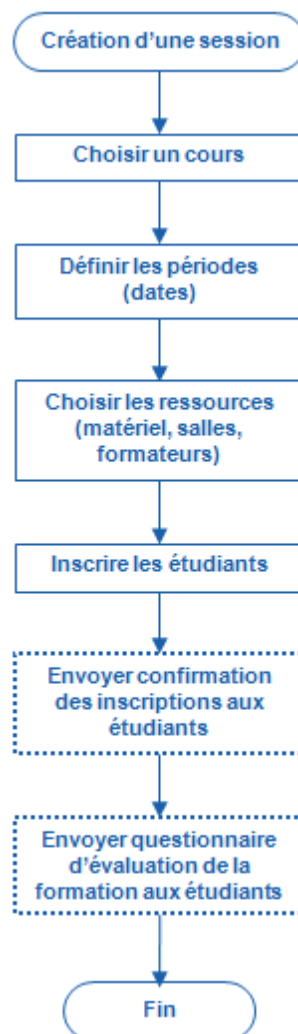 Création d’une session
Choisir un cours
Définir les périodes
(dates)
Choisir les ressources
(matériel, salles,
formateurs)
Inscrire les étudiants
Envoyer confirmation
des inscriptions aux
étudiants
Envoyer questionnaire
d’évaluation de la
formation aux étudiants
Fin